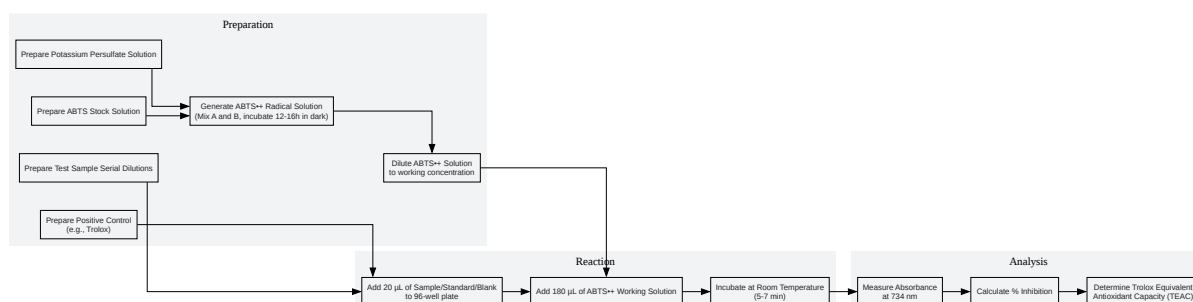 Preparation
Prepare Potassium Persulfate Solution
Prepare ABTS Stock Solution
Generate ABTS•+ Radical Solution
(Mix A and B, incubate 12-16h in dark)
Prepare Test Sample Serial Dilutions
Dilute ABTS•+ Solution
to working concentration
Prepare Positive Control
(e.g., Trolox)
Reaction
Add 20 µL of Sample/Standard/Blank
to 96-well plate
Add 180 µL of ABTS•+ Working Solution
Incubate at Room Temperature
(5-7 min)
Analysis
Measure Absorbance
at 734 nm
Calculate % Inhibition
Determine Trolox Equivalent
Antioxidant Capacity (TEAC)